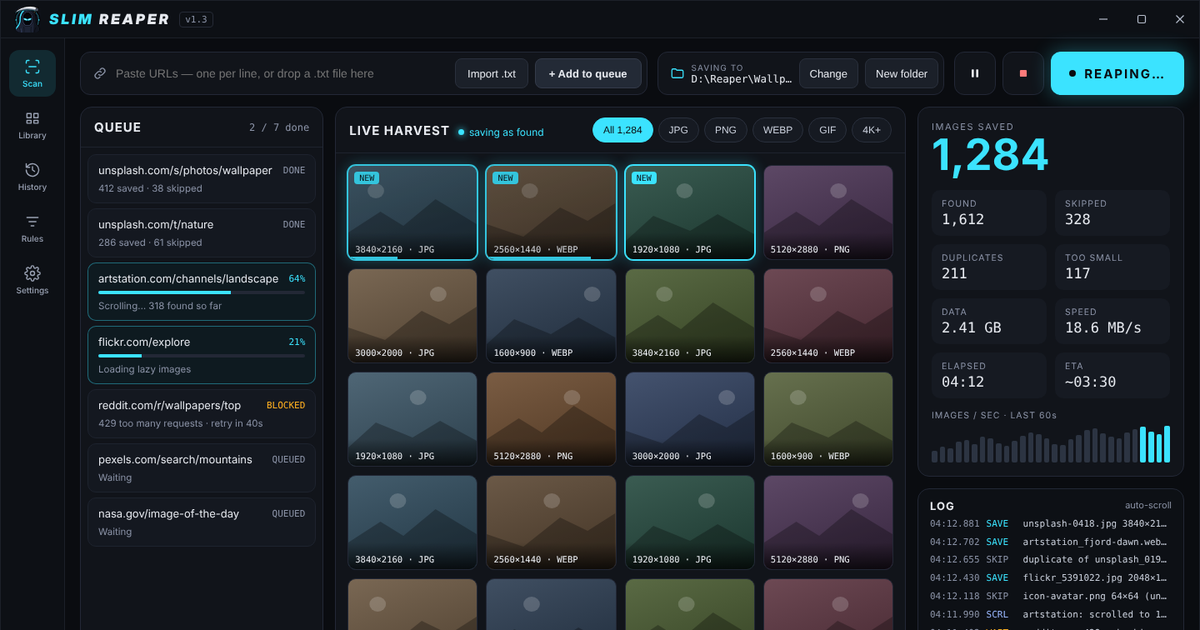 SLIM REAPER v1.3
Paste URLs — one per line, or drop a .txt file here
Import .txt
+ Add to queue
SAVING TO
D:\Reaper\Wallp…
Change
New folder
REAPING…
Scan
Library
History
Rules
Settings
QUEUE 2 / 7 done
unsplash.com/s/photos/wallpaper DONE
412 saved · 38 skipped
unsplash.com/t/nature DONE
286 saved · 61 skipped
artstation.com/channels/landscape 64%
Scrolling… 318 found so far
flickr.com/explore 21%
Loading lazy images
reddit.com/r/wallpapers/top BLOCKED
429 too many requests · retry in 40s
pexels.com/search/mountains QUEUED
Waiting
nasa.gov/image-of-the-day QUEUED
Waiting
LIVE HARVEST saving as found
All 1,284 JPG PNG WEBP GIF 4K+
NEW NEW NEW
3840×2160 · JPG 2560×1440 · WEBP 1920×1080 · JPG 5120×2880 · PNG
3000×2000 · JPG 1600×900 · WEBP 3840×2160 · JPG 2560×1440 · WEBP
1920×1080 · JPG 5120×2880 · PNG 3000×2000 · JPG 1600×900 · WEBP
3840×2160 · JPG 2560×1440 · WEBP 1920×1080 · JPG 5120×2880 · PNG
IMAGES SAVED
1,284
FOUND
1,612
SKIPPED
328
DUPLICATES
211
TOO SMALL
117
DATA
2.41 GB
SPEED
18.6 MB/s
ELAPSED
04:12
ETA
~03:30
IMAGES / SEC · LAST 60s
LOG auto-scroll
04:12.881 SAVE unsplash-0418.jpg 3840×21…
04:12.702 SAVE artstation_fjord-dawn.web…
04:12.655 SKIP duplicate of unsplash_019…
04:12.430 SAVE flickr_5391022.jpg 2048×1…
04:12.118 SKIP icon-avatar.png 64×64 (un…
04:11.990 SCRL artstation: scrolled to 1…